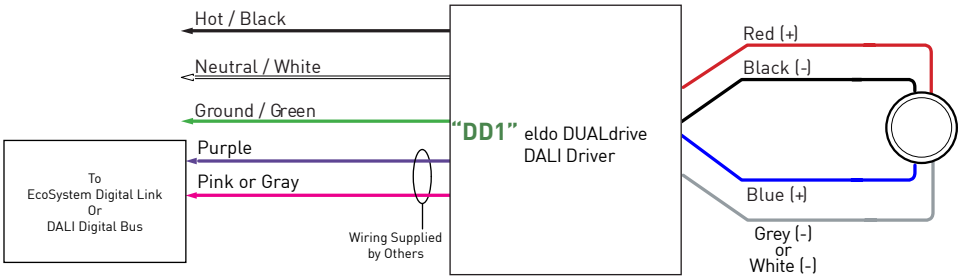 Hot / Black
Neutral / White
Ground / Green
Purple
Pink or Gray
To
EcoSystem Digital Link
Or
DALI Digital Bus
Wiring Supplied
by Others
“DD1” eldo DUALdrive
DALI Driver
Red (+)
Black (-)
Blue (+)
Grey (-)
or
White (-)